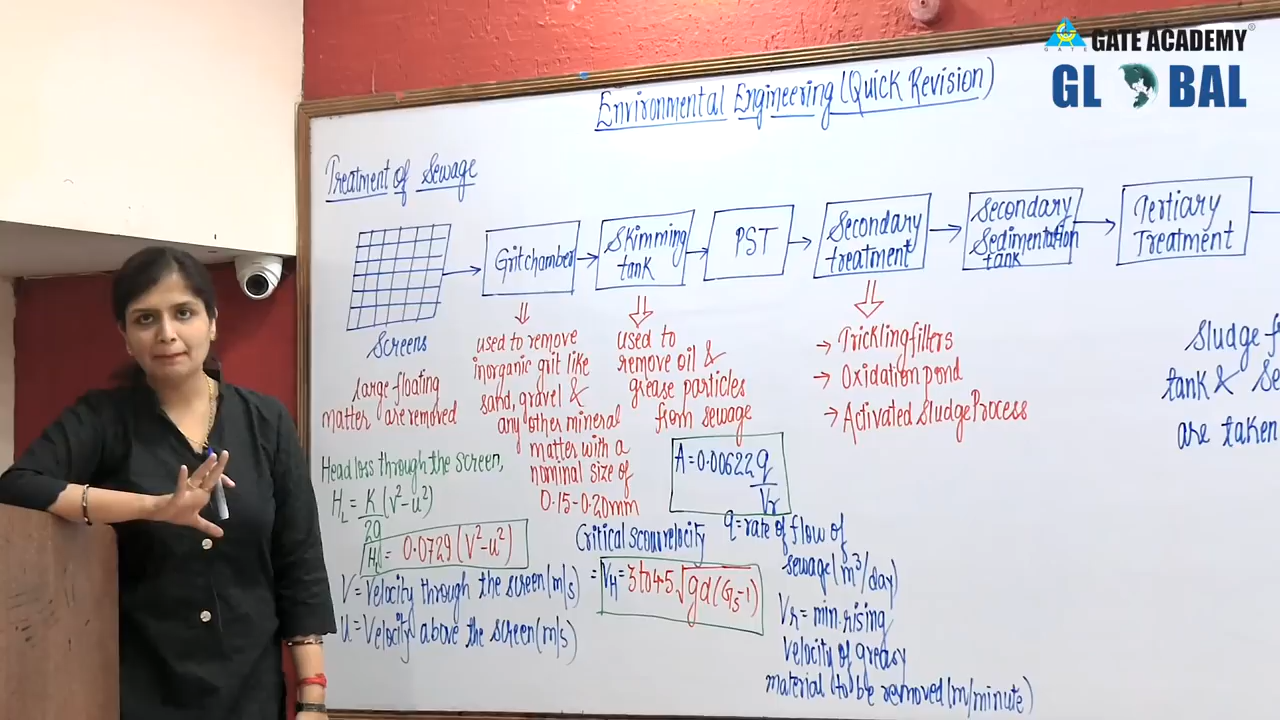 GATE ACADEMY
GATE
GLOBAL
Environmental Engineering (Quick Revision)
Treatment of Sewage
Grit chamber
Skimming
tank
PST
Secondary
treatment
Secondary
Sedimentation
tank
Tertiary
Treatment
Screens
large floating
matter are removed
used to remove
inorganic grit like
sand, gravel &
any other mineral
matter with a
nominal size of
0.15-0.20mm
used to
remove oil &
grease particles
from sewage
→ Trickling fillers
→ Oxidation pond
→ Activated Sludge Process
Sludge f
tank & Se
are taken
Head loss through the screen,
H_L = K/2g (V²-u²)
H_L = 0.0729 (V²-u²)
V = Velocity through the screen (m/s)
u = Velocity above the screen (m/s)
Critical scour velocity
= V_H = 3 to 4.5 √gd(G_s-1)
A = 0.00622 q/Vr
q = rate of flow of
sewage (m³/day)
Vr = min. rising
velocity of greasy
material to be removed (m/minute)